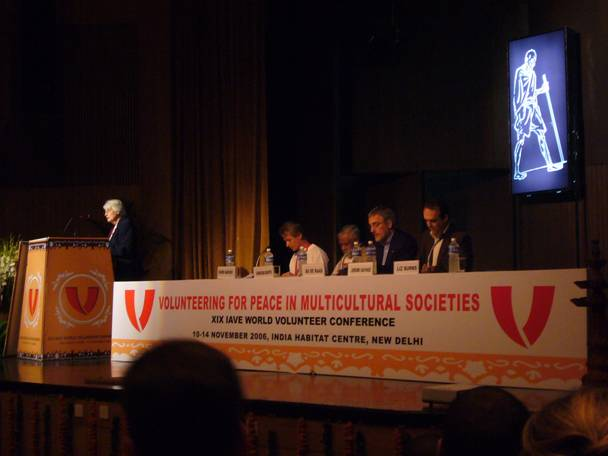 VOLUNTEERING FOR PEACE IN MULTICULTURAL SOCIETIES
XIX IAVE WORLD VOLUNTEER CONFERENCE
10-14 NOVEMBER 2006, INDIA HABITAT CENTRE, NEW DELHI
LIZ BURNS